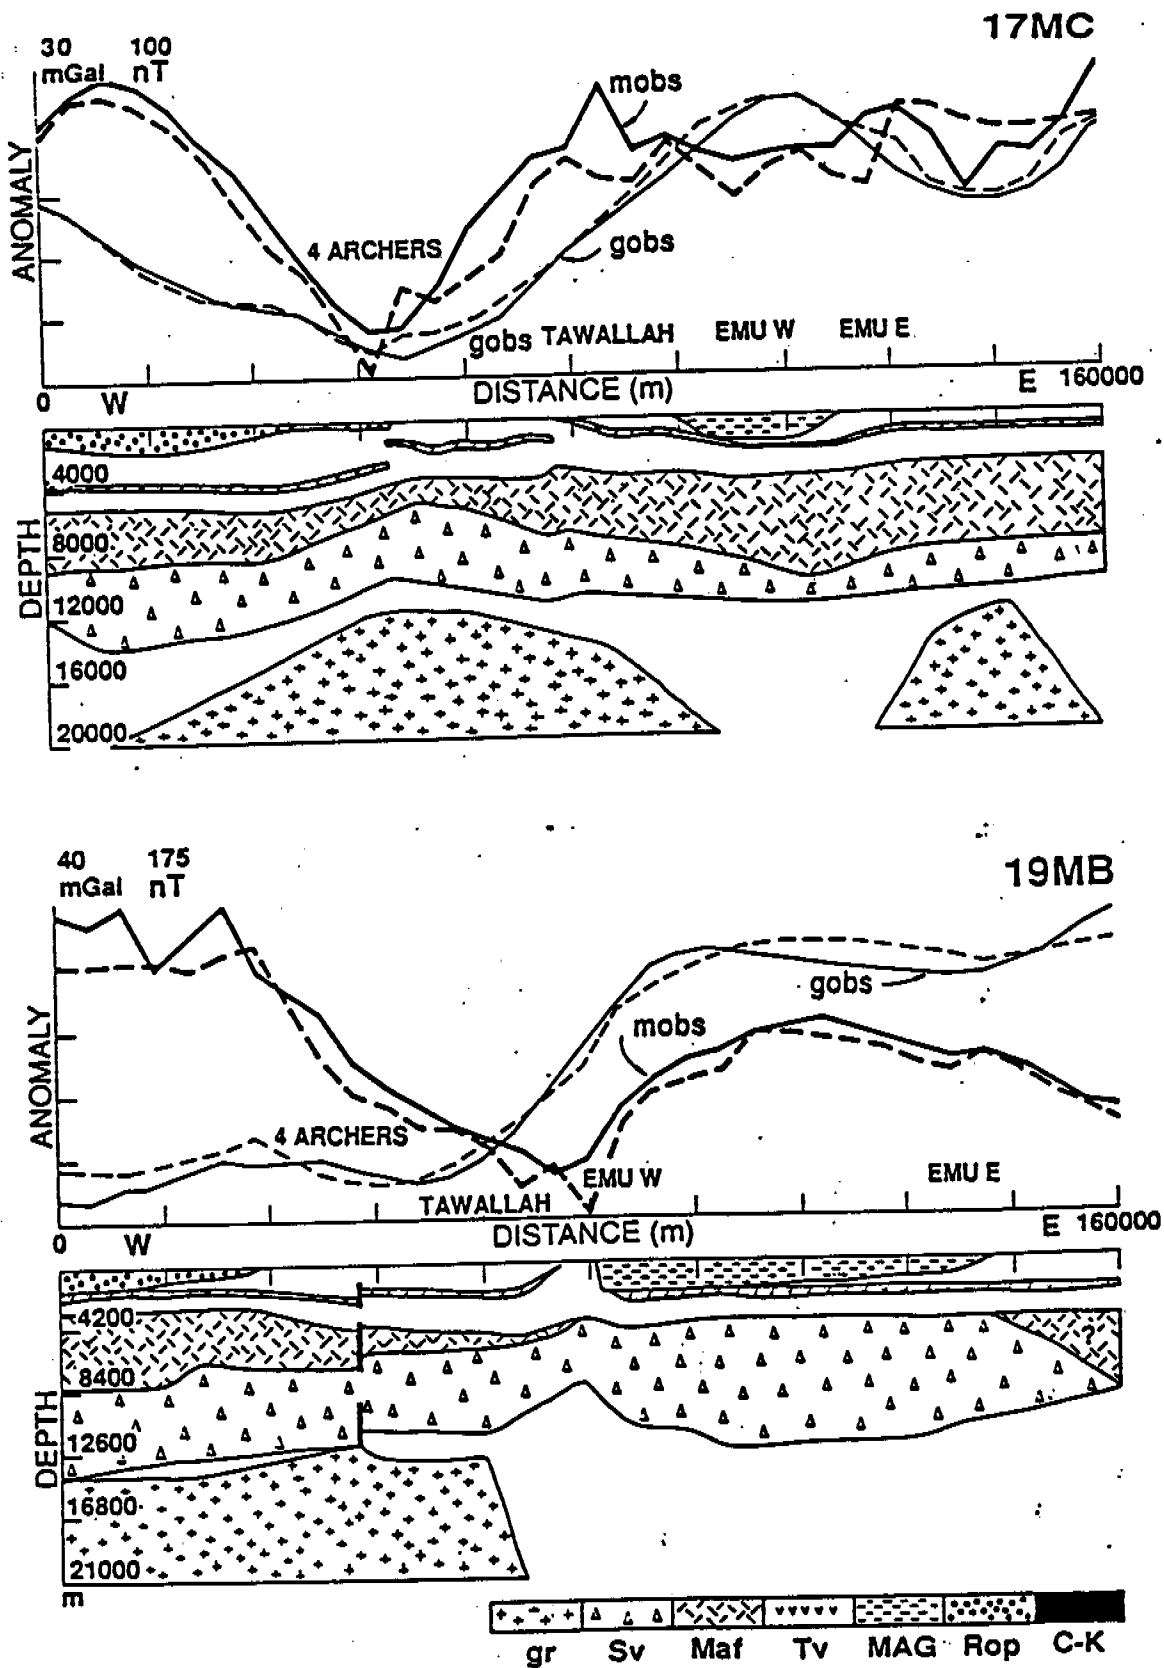 17MC
30 100
mGal nT
mobs
ANOMALY
4 ARCHERS
gobs
gobs TAWALLAH EMU W EMU E
0 W DISTANCE (m) E 160000
4000
8000
DEPTH
12000
16000
20000
19MB
40 175
mGal nT
gobs
mobs
ANOMALY
4 ARCHERS
EMU W EMU E
TAWALLAH
0 W DISTANCE (m) E 160000
4200
?
8400
DEPTH
12600
16800
21000
m
gr Sv Maf Tv MAG Rop C-K